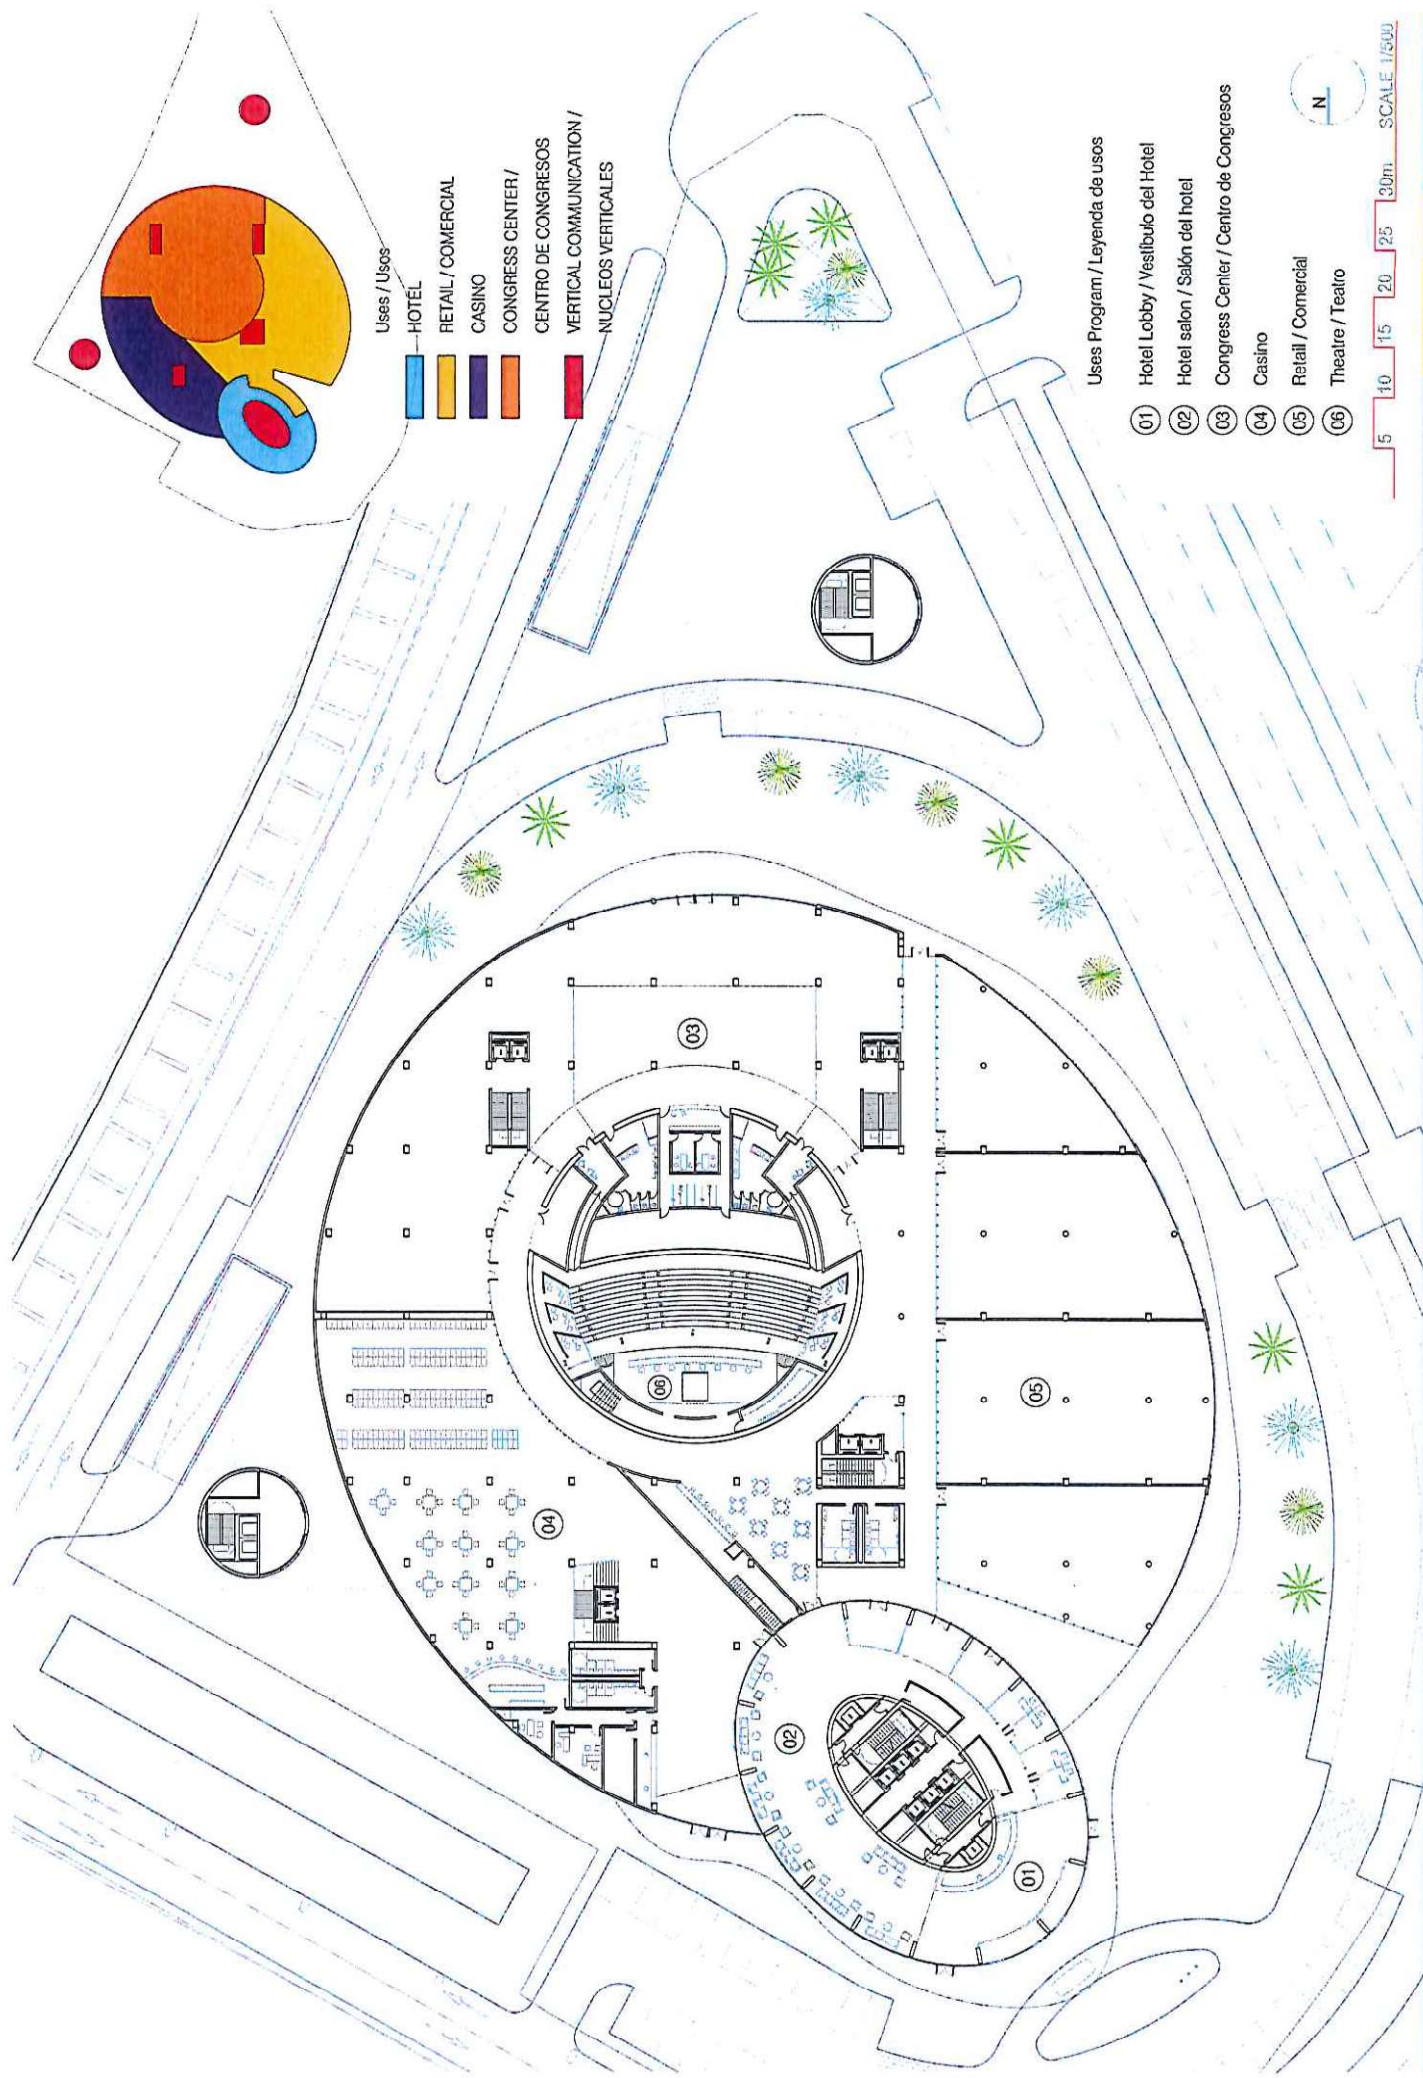 Uses / Usos
HOTEL
RETAIL / COMERCIAL
CASINO
CONGRESS CENTER /
CENTRO DE CONGRESOS
VERTICAL COMMUNICATION /
NUCLEOS VERTICALES
Uses Program / Leyenda de usos
01 Hotel Lobby / Vestíbulo del Hotel
02 Hotel salon / Salón del hotel
03 Congress Center / Centro de Congresos
04 Casino
05 Retail / Comercial
06 Theatre / Teatro
N
5 10 15 20 25 30m SCALE 1/500
03
06
05
04
02
01